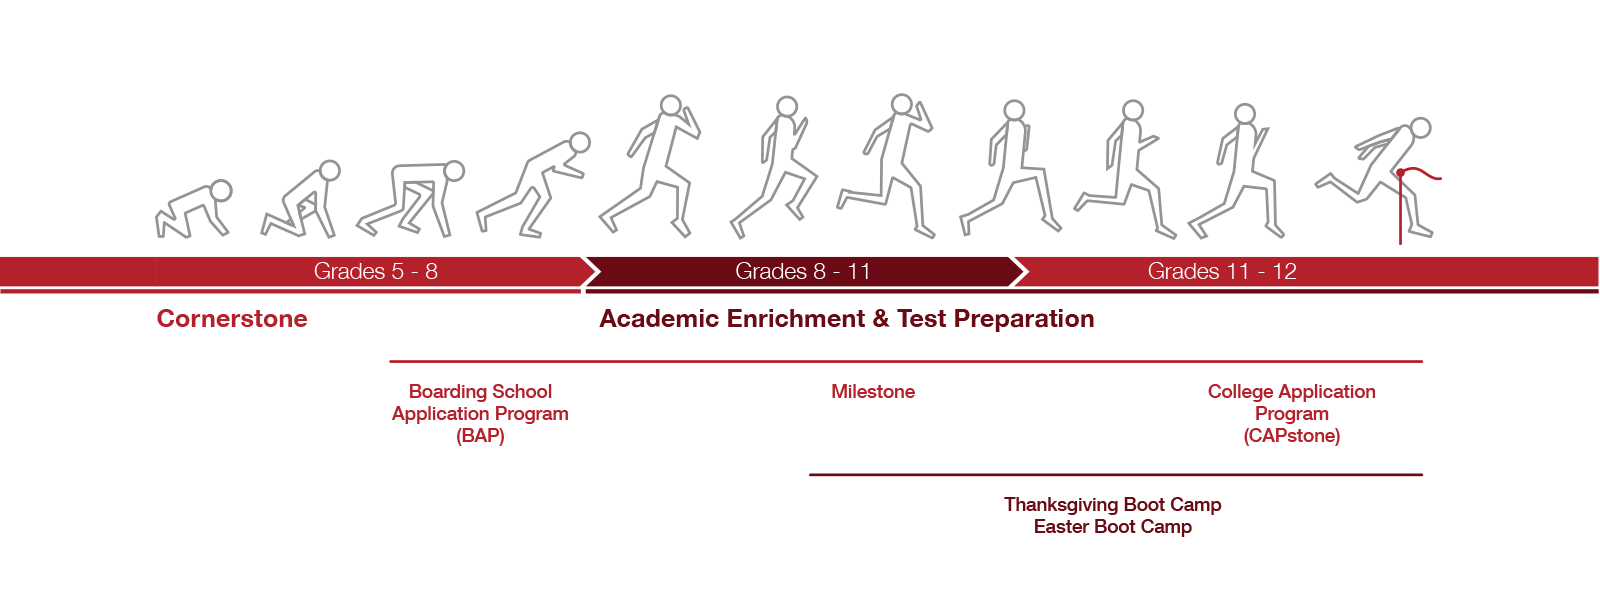 Grades 5 - 8
Grades 8 - 11
Grades 11 - 12
Cornerstone
Academic Enrichment & Test Preparation
Boarding School
Application Program
(BAP)
Milestone
College Application
Program
(CAPstone)
Thanksgiving Boot Camp
Easter Boot Camp